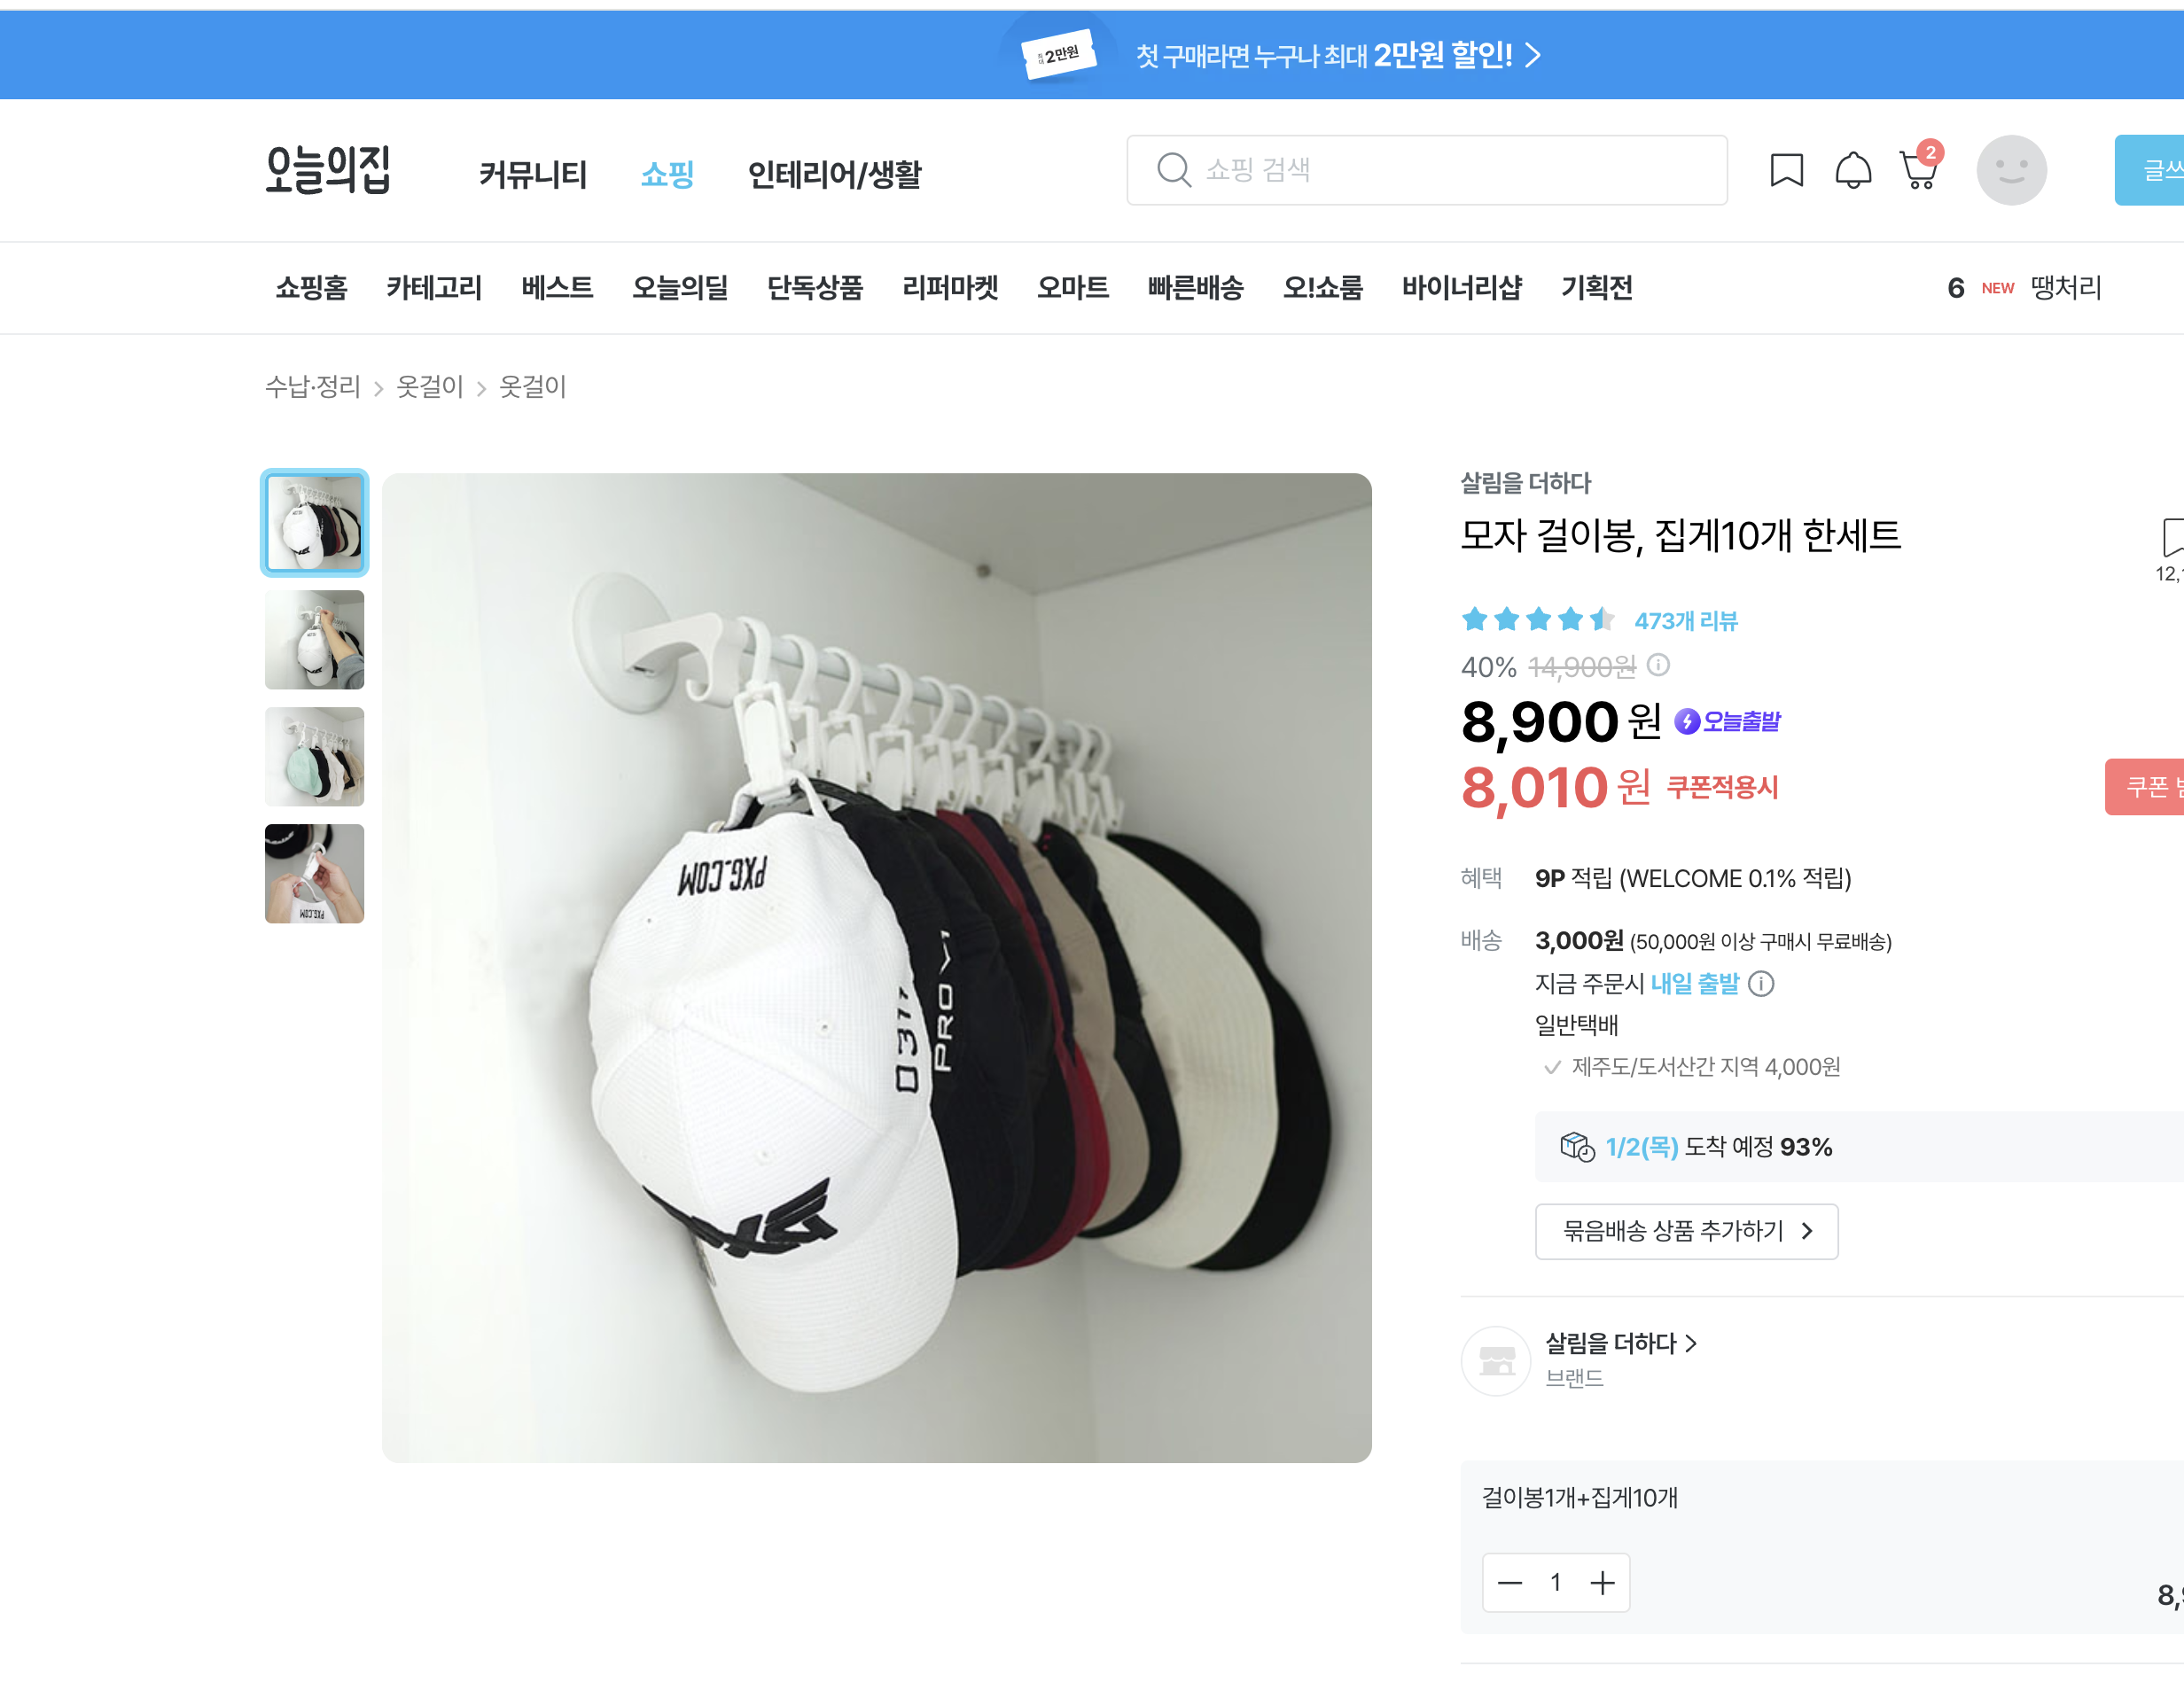 최대 2만원
첫 구매라면 누구나 최대 2만원 할인!
오늘의집
커뮤니티
쇼핑
인테리어/생활
쇼핑 검색
2
쇼핑홈
카테고리
베스트
오늘의딜
단독상품
리퍼마켓
오마트
빠른배송
오!쇼룸
바이너리샵
기획전
6 NEW 땡처리
수납·정리 > 옷걸이 > 옷걸이
PXG.COM
0311
PXG.COM
살림을 더하다
모자 걸이봉, 집게10개 한세트
473개 리뷰
40% 14,900원
8,900원 오늘출발
8,010원 쿠폰적용시
쿠폰
혜택 9P 적립 (WELCOME 0.1% 적립)
배송 3,000원 (50,000원 이상 구매시 무료배송)
지금 주문시 내일 출발
일반택배
제주도/도서산간 지역 4,000원
1/2(목) 도착 예정 93%
묶음배송 상품 추가하기
살림을 더하다
브랜드
걸이봉1개+집게10개
1